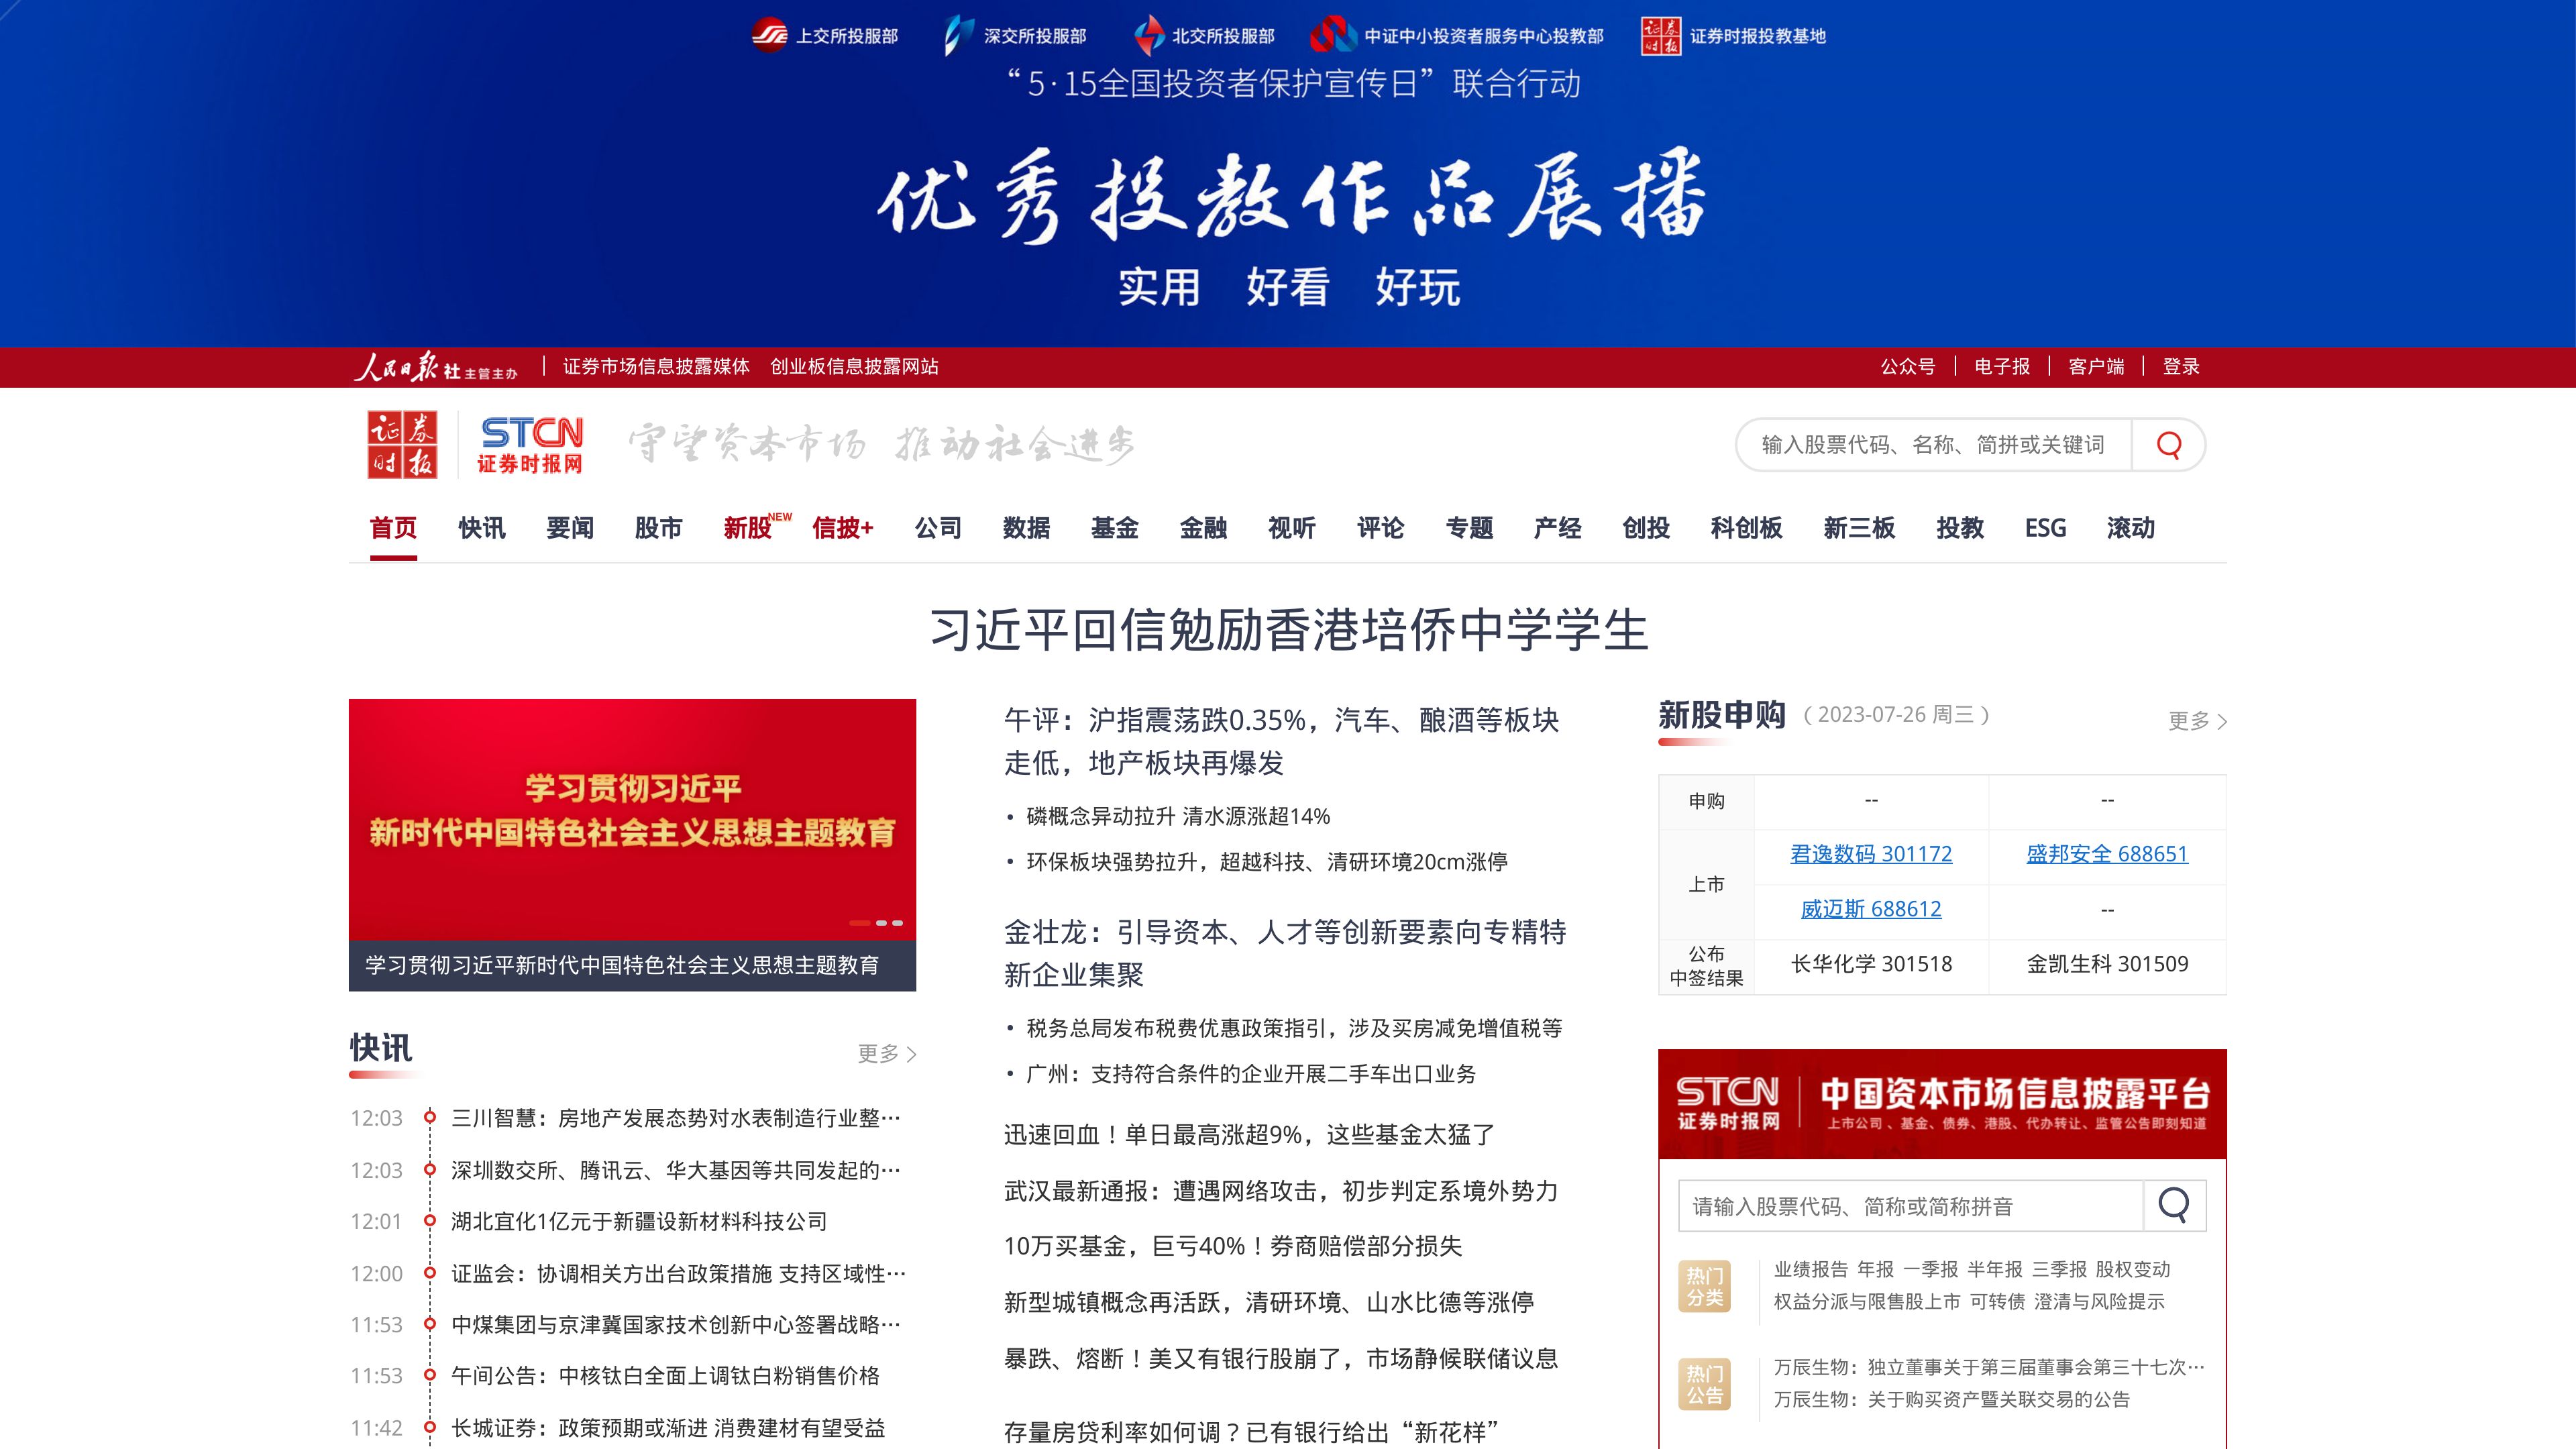 上交所投服部 深交所投服部 北交所投服部 中证中小投资者服务中心投教部 证券时报 证券时报投教基地
“5·15全国投资者保护宣传日”联合行动
优秀投教作品展播
实用 好看 好玩
人民日报社主管主办 证券市场信息披露媒体 创业板信息披露网站 公众号 电子报 客户端 登录
证券时报 STCN 证券时报网 守望资本市场 推动社会进步 输入股票代码、名称、简拼或关键词
首页 快讯 要闻 股市 新股 NEW 信披+ 公司 数据 基金 金融 视听 评论 专题 产经 创投 科创板 新三板 投教 ESG 滚动
习近平回信勉励香港培侨中学学生
学习贯彻习近平
新时代中国特色社会主义思想主题教育
学习贯彻习近平新时代中国特色社会主义思想主题教育
快讯 更多
12:03 三川智慧：房地产发展态势对水表制造行业整…
12:03 深圳数交所、腾讯云、华大基因等共同发起的…
12:01 湖北宜化1亿元于新疆设新材料科技公司
12:00 证监会：协调相关方出台政策措施 支持区域性…
11:53 中煤集团与京津冀国家技术创新中心签署战略…
11:53 午间公告：中核钛白全面上调钛白粉销售价格
11:42 长城证券：政策预期或渐进 消费建材有望受益
午评：沪指震荡跌0.35%，汽车、酿酒等板块
走低，地产板块再爆发
• 磷概念异动拉升 清水源涨超14%
• 环保板块强势拉升，超越科技、清研环境20cm涨停
金壮龙：引导资本、人才等创新要素向专精特
新企业集聚
• 税务总局发布税费优惠政策指引，涉及买房减免增值税等
• 广州：支持符合条件的企业开展二手车出口业务
迅速回血！单日最高涨超9%，这些基金太猛了
武汉最新通报：遭遇网络攻击，初步判定系境外势力
10万买基金，巨亏40%！券商赔偿部分损失
新型城镇概念再活跃，清研环境、山水比德等涨停
暴跌、熔断！美又有银行股崩了，市场静候联储议息
存量房贷利率如何调？已有银行给出“新花样”
新股申购 （2023-07-26 周三） 更多
申购 -- --
上市 君逸数码 301172 盛邦安全 688651
威迈斯 688612 --
公布
中签结果 长华化学 301518 金凯生科 301509
STCN 证券时报网 中国资本市场信息披露平台
上市公司、基金、债券、港股、代办转让、监管公告即刻知道
请输入股票代码、简称或简称拼音
热门
分类
业绩报告 年报 一季报 半年报 三季报 股权变动
权益分派与限售股上市 可转债 澄清与风险提示
热门
公告
万辰生物：独立董事关于第三届董事会第三十七次…
万辰生物：关于购买资产暨关联交易的公告